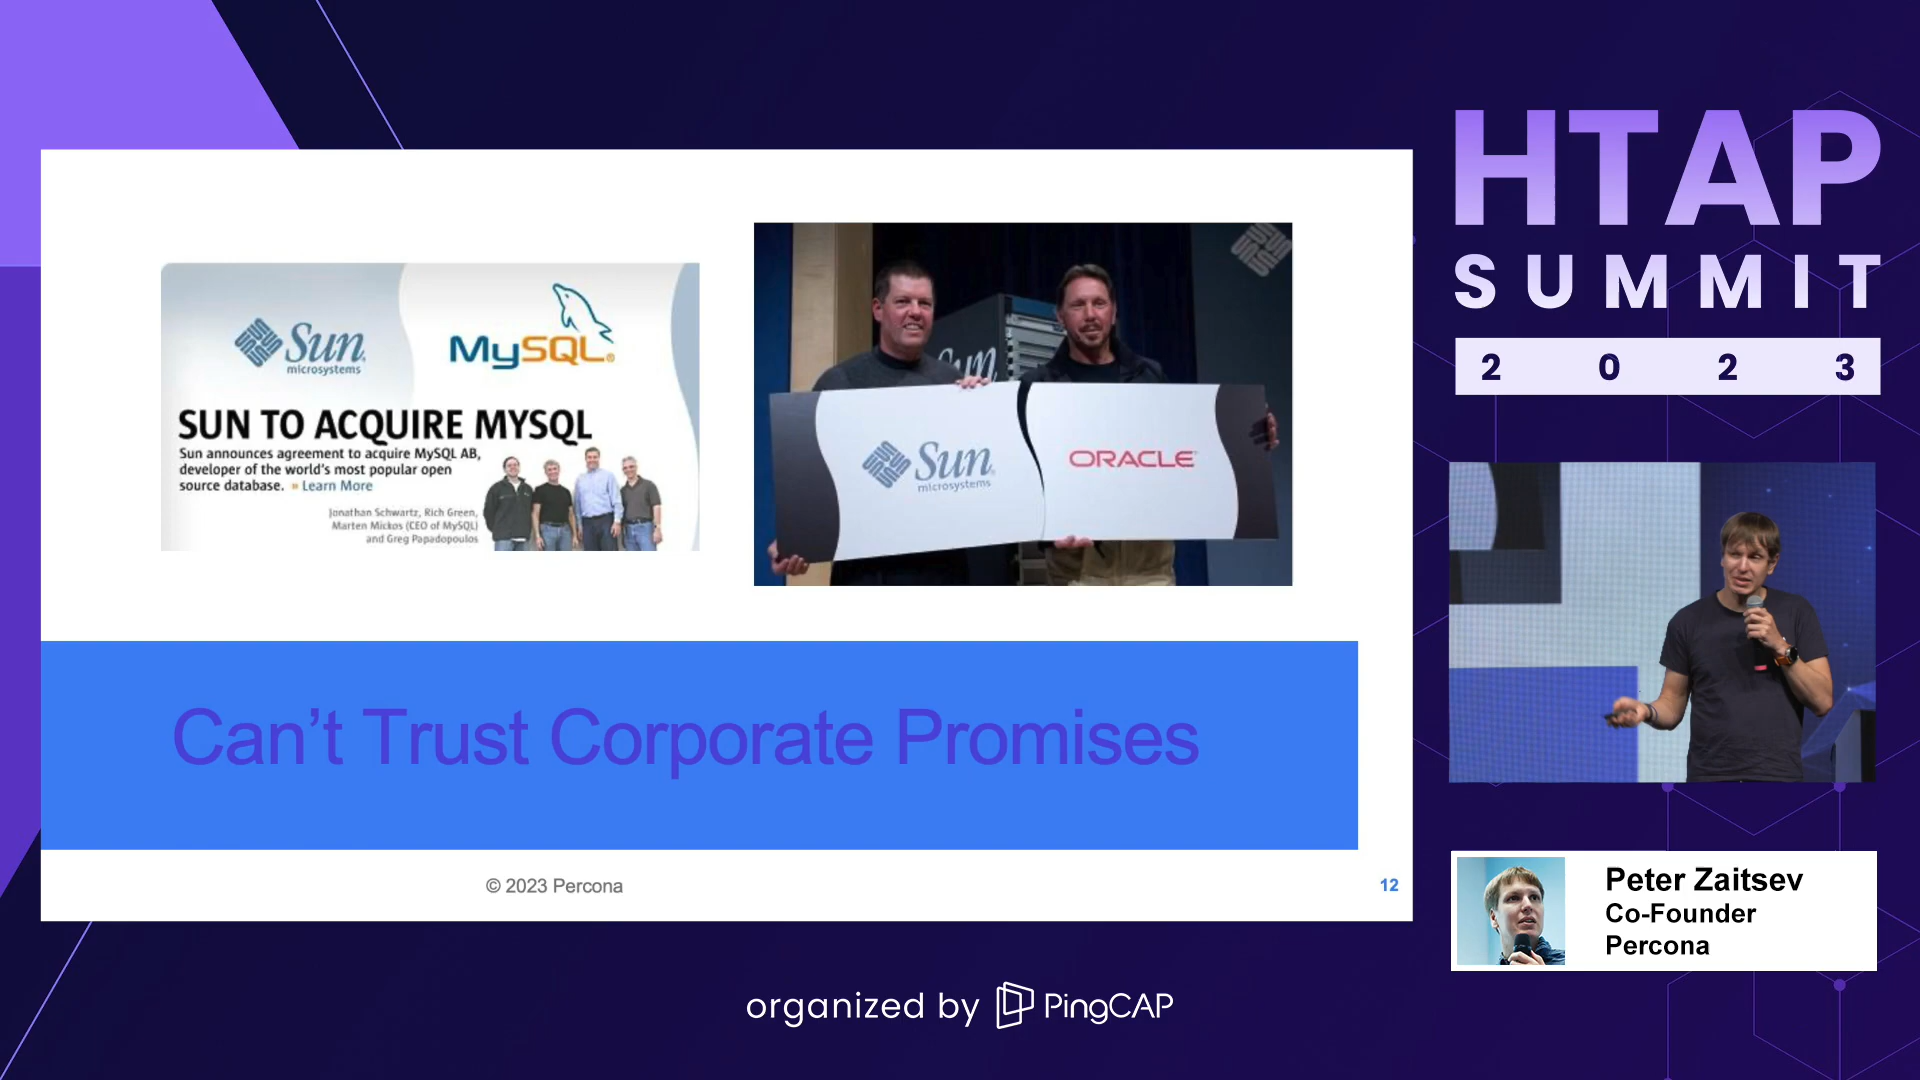 Sun
microsystems
MySQL®
SUN TO ACQUIRE MYSQL
Sun announces agreement to acquire MySQL AB,
developer of the world's most popular open
source database. » Learn More
Jonathan Schwartz, Rich Green,
Marten Mickos (CEO of MySQL)
and Greg Papadopoulos
Sun
Sun
microsystems
ORACLE
Can't Trust Corporate Promises
© 2023 Percona
12
HTAP
SUMMIT
2 0 2 3
Peter Zaitsev
Co-Founder
Percona
organized by PingCAP